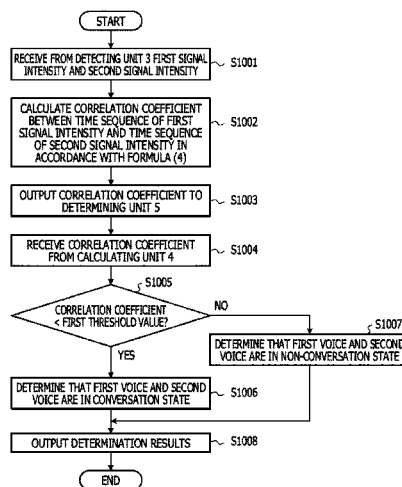 START
RECEIVE FROM DETECTING UNIT 3 FIRST SIGNAL
INTENSITY AND SECOND SIGNAL INTENSITY
S1001
CALCULATE CORRELATION COEFFICIENT
BETWEEN TIME SEQUENCE OF FIRST
SIGNAL INTENSITY AND TIME SEQUENCE
OF SECOND SIGNAL INTENSITY IN
ACCORDANCE WITH FORMULA (4)
S1002
OUTPUT CORRELATION COEFFICIENT TO
DETERMINING UNIT 5
S1003
RECEIVE CORRELATION COEFFICIENT
FROM CALCULATING UNIT 4
S1004
S1005
CORRELATION COEFFICIENT
< FIRST THRESHOLD VALUE?
NO
YES
S1007
DETERMINE THAT FIRST VOICE AND SECOND
VOICE ARE IN NON-CONVERSATION STATE
DETERMINE THAT FIRST VOICE AND SECOND
VOICE ARE IN CONVERSATION STATE
S1006
OUTPUT DETERMINATION RESULTS
S1008
END